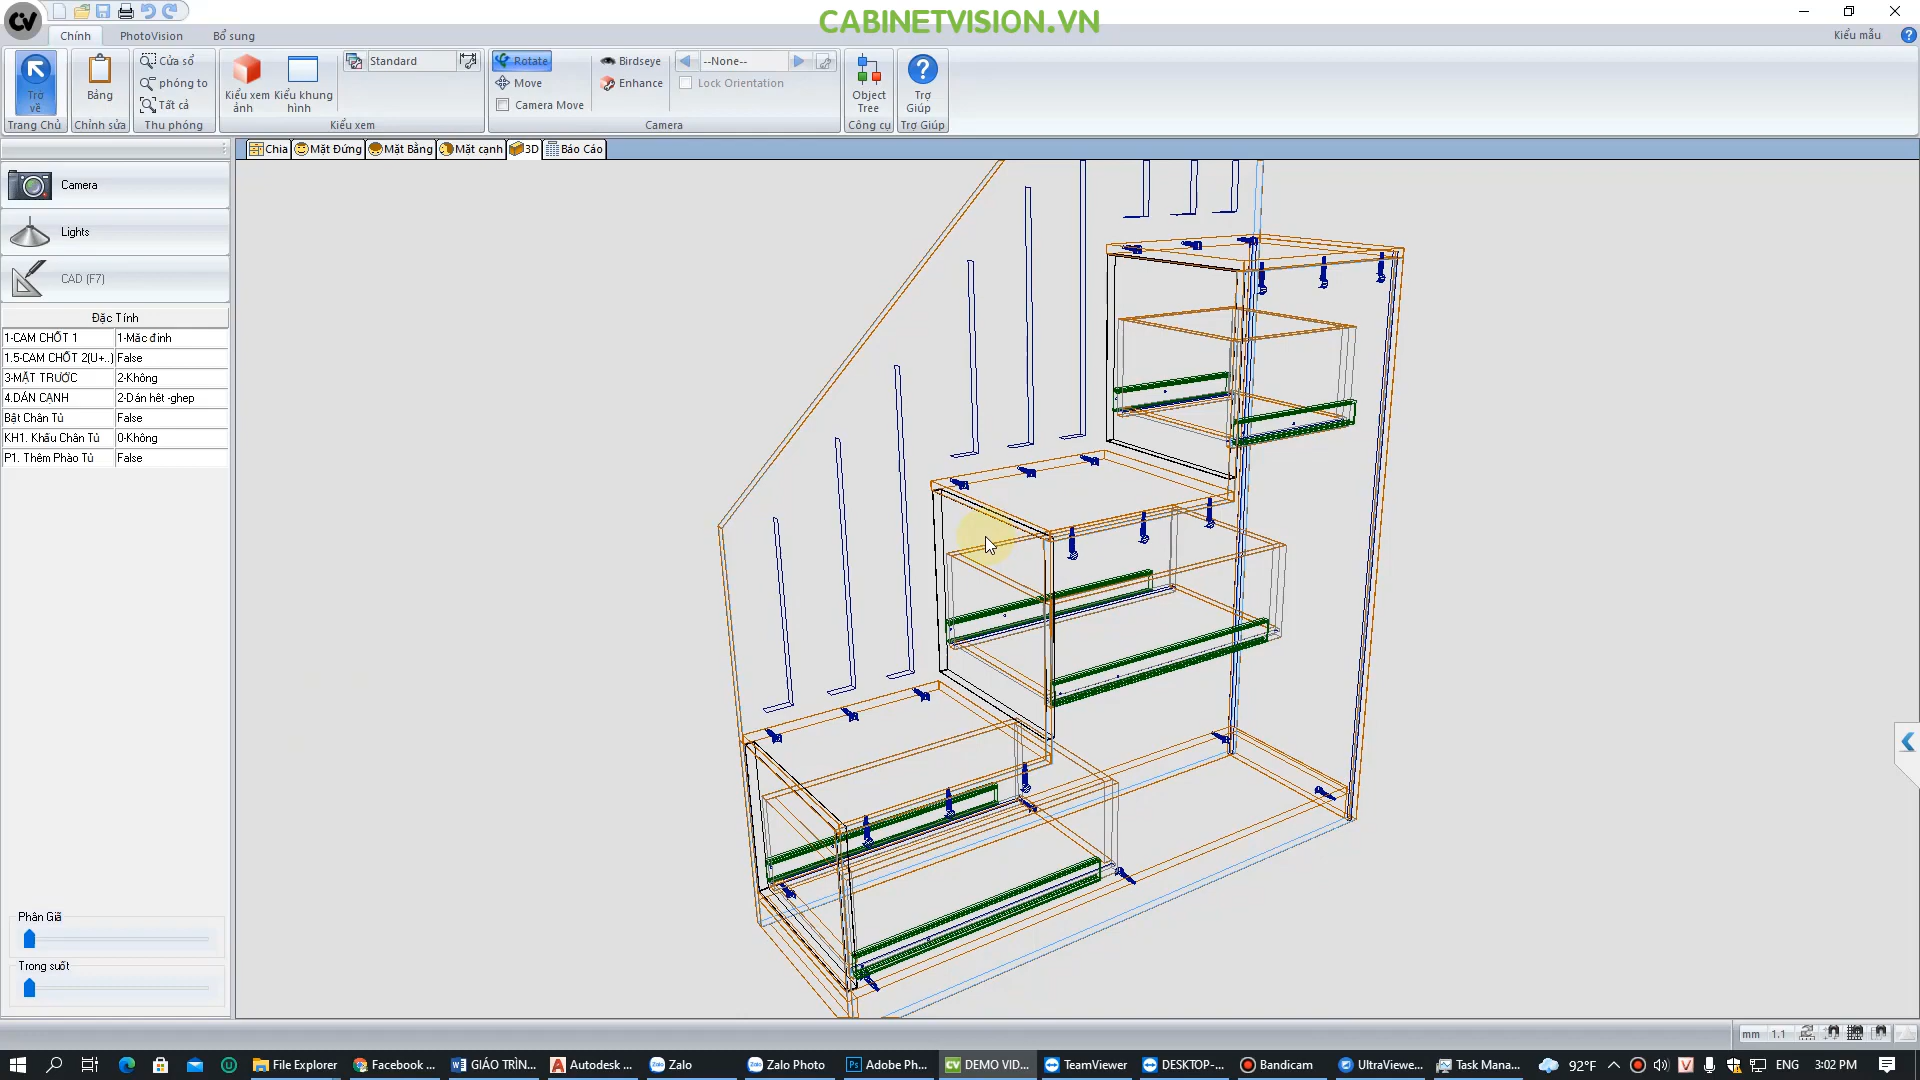 CV
CABINETVISION.VN
Chính PhotoVision Bổ sung Kiểu mẫu
Trở về
Bảng
Cửa sổ
phóng to
Tất cả
Kiểu xem ảnh
Kiểu khung hình
Standard
Rotate
Move
Camera Move
Birdseye
Enhance
--None--
Lock Orientation
Object Tree
Trợ Giúp
Trang Chủ Chỉnh sửa Thu phóng Kiểu xem Camera Công cụ Trợ Giúp
Chia Mặt Đứng Mặt Bằng Mặt cạnh 3D Báo Cáo
Camera
Lights
CAD (F7)
Đặc Tính
1-CAM CHỐT 1 1-Mặc định
1.5-CAM CHỐT 2(U+..) False
3-MẶT TRƯỚC 2-Không
4.DÁN CẠNH 2-Dán hết -ghep
Bật Chân Tủ False
KH1. Khấu Chân Tủ 0-Không
P1. Thêm Phào Tủ False
Phân Giã
Trong suốt
mm 1.1
File Explorer Facebook ... GIÁO TRÌN... Autodesk ... Zalo Zalo Photo Adobe Ph... DEMO VID... TeamViewer DESKTOP-... Bandicam UltraViewe... Task Mana... 92°F ENG 3:02 PM